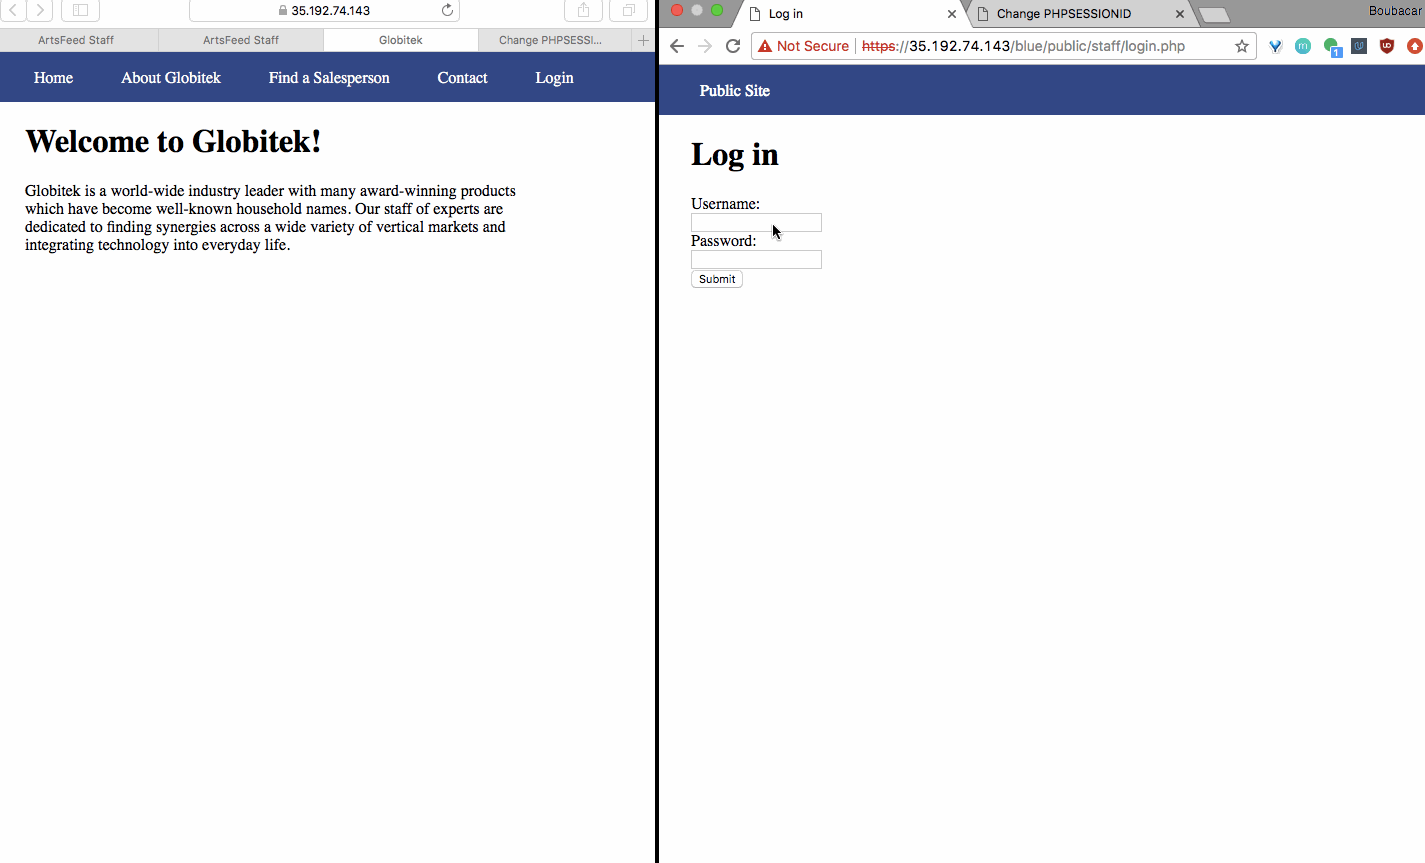 35.192.74.143
ArtsFeed Staff
ArtsFeed Staff
Globitek
Change PHPSESSI...
Home
About Globitek
Find a Salesperson
Contact
Login
Welcome to Globitek!
Globitek is a world-wide industry leader with many award-winning products
which have become well-known household names. Our staff of experts are
dedicated to finding synergies across a wide variety of vertical markets and
integrating technology into everyday life.
Log in
Change PHPSESSIONID
Boubacar
Not Secure
https://35.192.74.143/blue/public/staff/login.php
m
1
Public Site
Log in
Username:
Password:
Submit